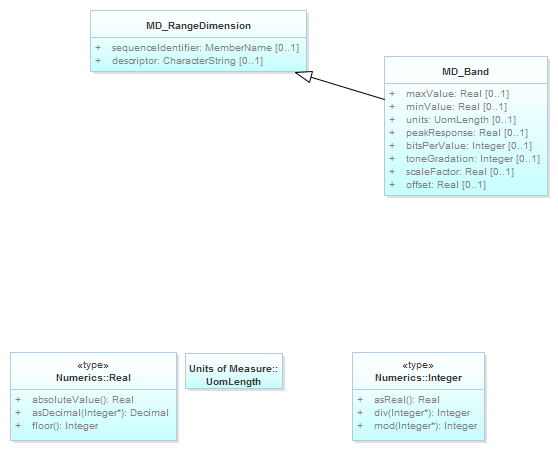 MD_RangeDimension
+ sequenceIdentifier: MemberName [0..1]
+ descriptor: CharacterString [0..1]
MD_Band
+ maxValue: Real [0..1]
+ minValue: Real [0..1]
+ units: UomLength [0..1]
+ peakResponse: Real [0..1]
+ bitsPerValue: Integer [0..1]
+ toneGradation: Integer [0..1]
+ scaleFactor: Real [0..1]
+ offset: Real [0..1]
«type»
Numerics::Real
+ absoluteValue(): Real
+ asDecimal(Integer*): Decimal
+ floor(): Integer
Units of Measure::
UomLength
«type»
Numerics::Integer
+ asReal(): Real
+ div(Integer*): Integer
+ mod(Integer*): Integer